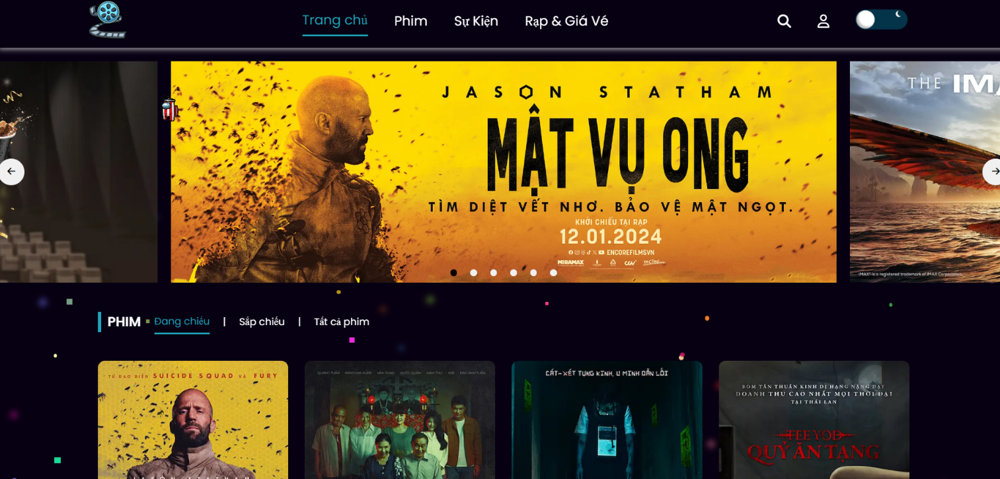 Trang chủ Phim Sự Kiện Rạp & Giá Vé
JASON STATHAM
THE IMA
MẬT VỤ ONG
TÌM DIỆT VẾT NHƠ. BẢO VỆ MẬT NGỌT.
KHỞI CHIẾU TẠI RẠP
12.01.2024
ENCOREFILMSVN
MIRAMAX CGV encore
IMAX® is a registered trademark of IMAX Corporation.
PHIM Đang chiếu | Sắp chiếu | Tất cả phim
TỪ ĐẠO DIỄN SUICIDE SQUAD VÀ FURY
JASON STATHAM
QUANG TUẤN HỒNG KIM XUÂN VÂN DUNG QUỐC QUÂN NAM THƯ MIE ĐÀO ANH TUẤN
CÁT-XÉT TỤNG KINH, U MINH DẪN LỐI
BOM TẤN THUẦN KINH DỊ HẠNG NẶNG ĐẠT
DOANH THU CAO NHẤT MỌI THỜI ĐẠI
TẠI THÁI LAN
TEE YOD
QUỶ ĂN TẠNG